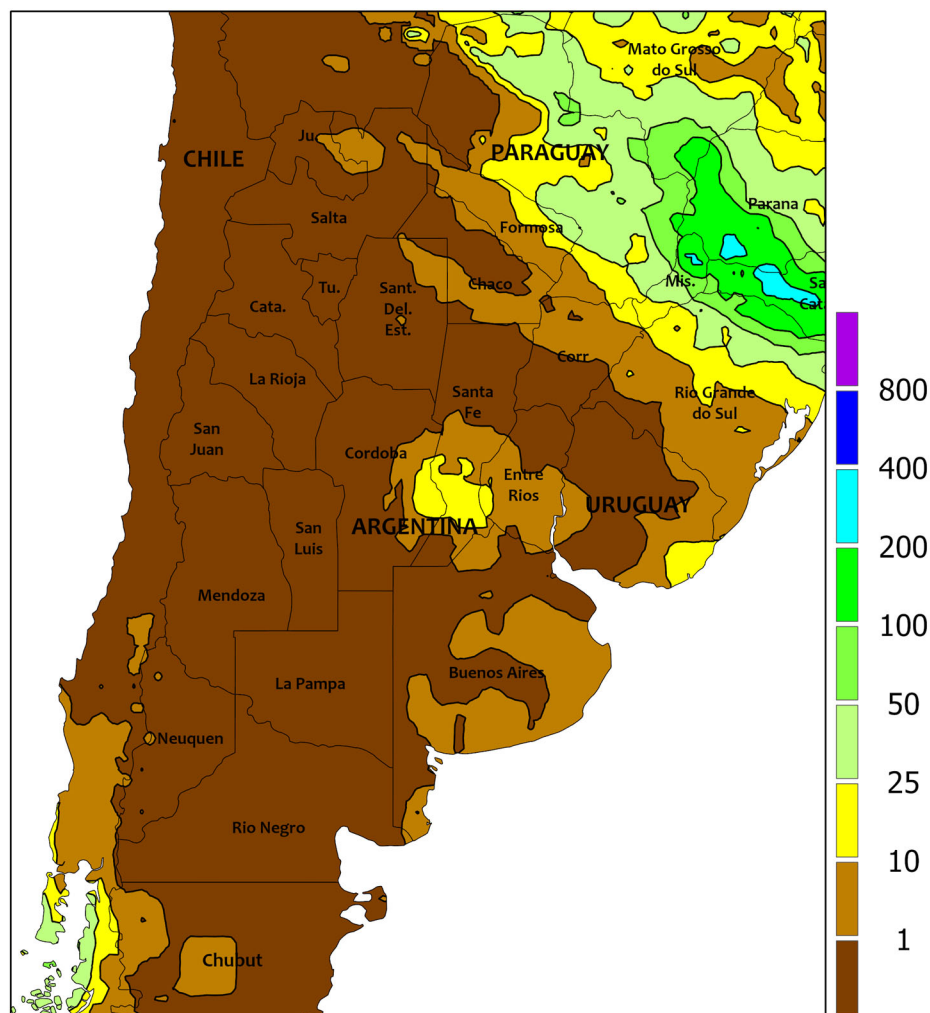 Mato Grosso
do Sul
Ju.
CHILE
PARAGUAY
Parana
Salta
Formosa
Mis.
Sa
Cat.
Chaco
Tu.
Sant.
Del.
Est.
Cata.
Corr
La Rioja
Santa
Fe
Rio Grande
do Sul
San
Juan
Cordoba
Entre
Rios
URUGUAY
ARGENTINA
San
Luis
Mendoza
Buenos Aires
La Pampa
Neuquen
Rio Negro
Chubut
800
400
200
100
50
25
10
1